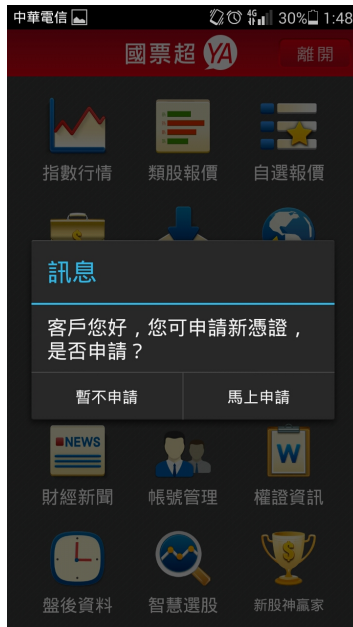 中華電信 4G 30% 1:48
國票超 YA 離開
指數行情 類股報價 自選報價
訊息
客戶您好，您可申請新憑證，
是否申請？
暫不申請 馬上申請
NEWS W
財經新聞 帳號管理 權證資訊
盤後資料 智慧選股 新股神贏家